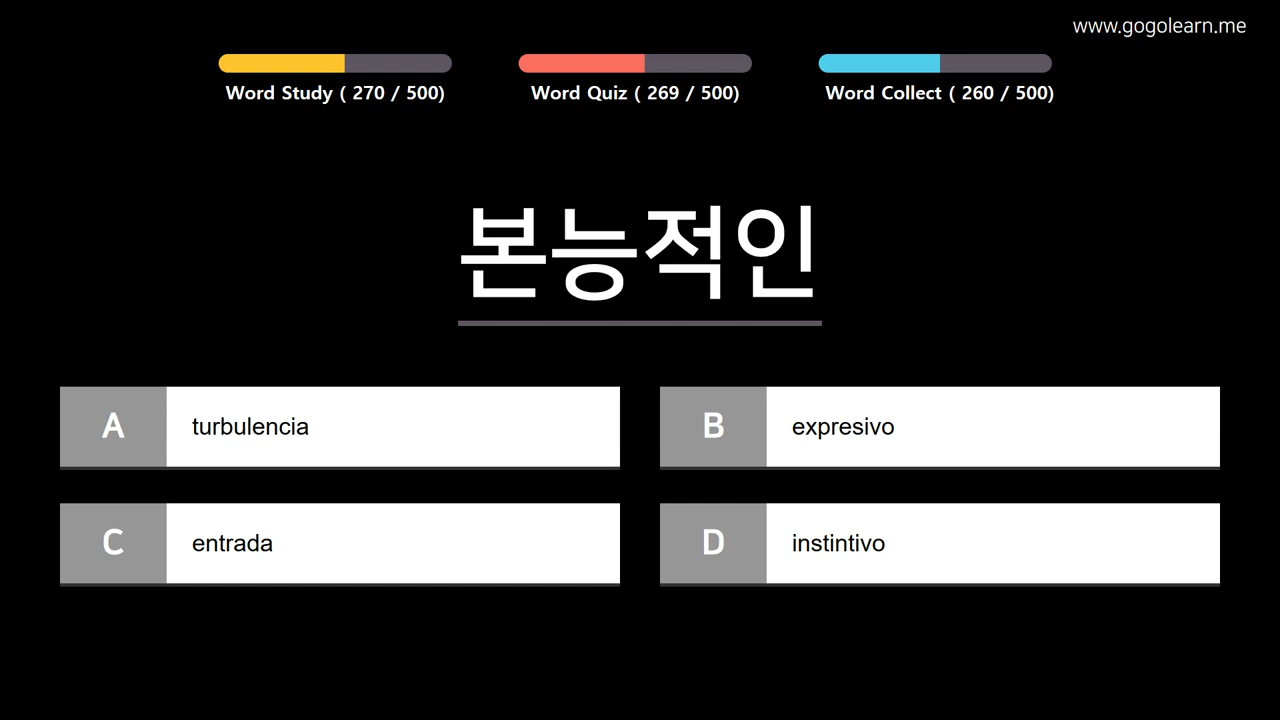 www.gogolearn.me
Word Study ( 270 / 500)
Word Quiz ( 269 / 500)
Word Collect ( 260 / 500)
본능적인
A turbulencia
B expresivo
C entrada
D instintivo